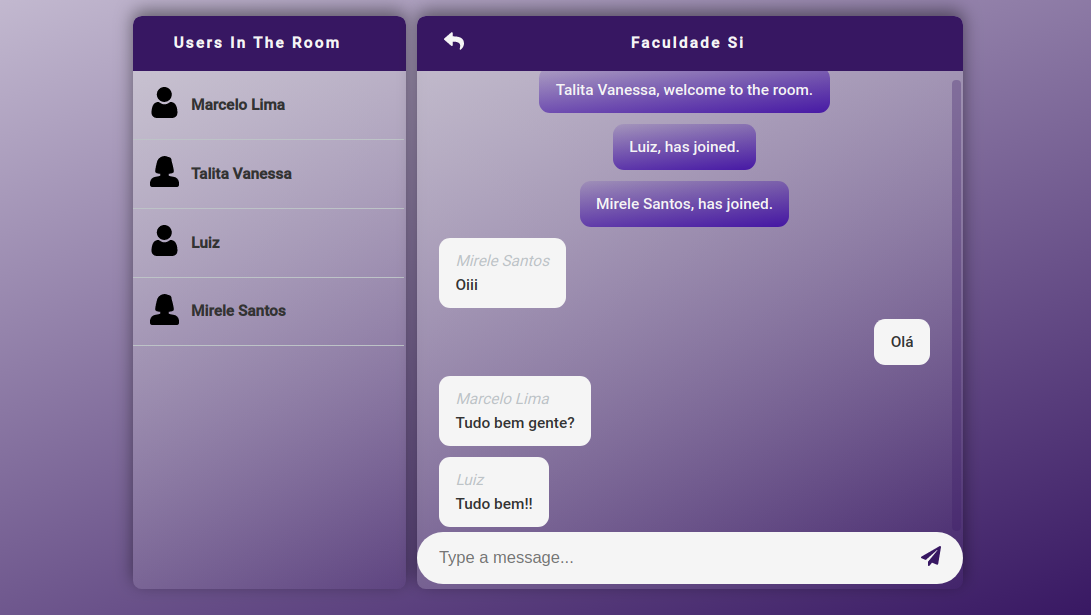 Users In The Room
Marcelo Lima
Talita Vanessa
Luiz
Mirele Santos
Faculdade Si
Talita Vanessa, welcome to the room.
Luiz, has joined.
Mirele Santos, has joined.
Mirele Santos
Oiii
Olá
Marcelo Lima
Tudo bem gente?
Luiz
Tudo bem!!
Type a message...